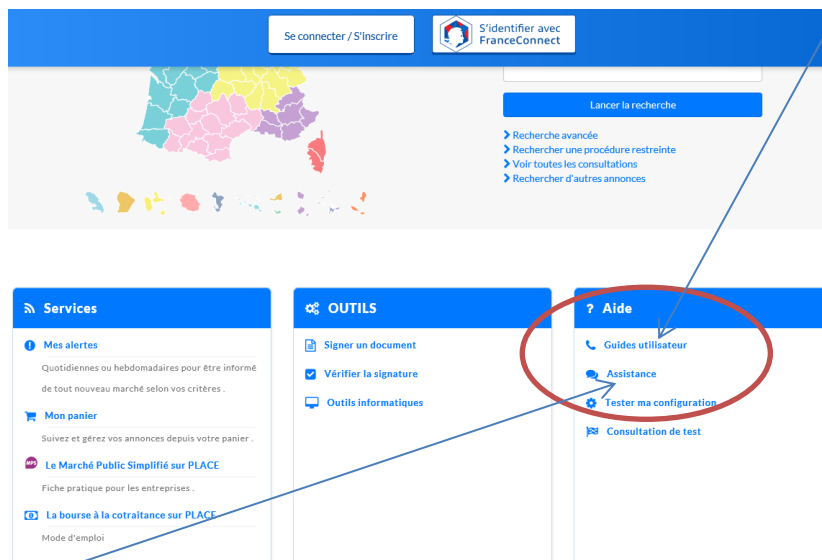 Se connecter / S'inscrire
S'identifier avec
FranceConnect
Lancer la recherche
Recherche avancée
Rechercher une procédure restreinte
Voir toutes les consultations
Rechercher d'autres annonces
Services
Mes alertes
Quotidiennes ou hebdomadaires pour être informé
de tout nouveau marché selon vos critères .
Mon panier
Suivez et gérez vos annonces depuis votre panier .
MPS
Le Marché Public Simplifié sur PLACE
Fiche pratique pour les entreprises .
La bourse à la cotraitance sur PLACE
Mode d'emploi
OUTILS
Signer un document
Vérifier la signature
Outils informatiques
? Aide
Guides utilisateur
Assistance
Tester ma configuration
Consultation de test